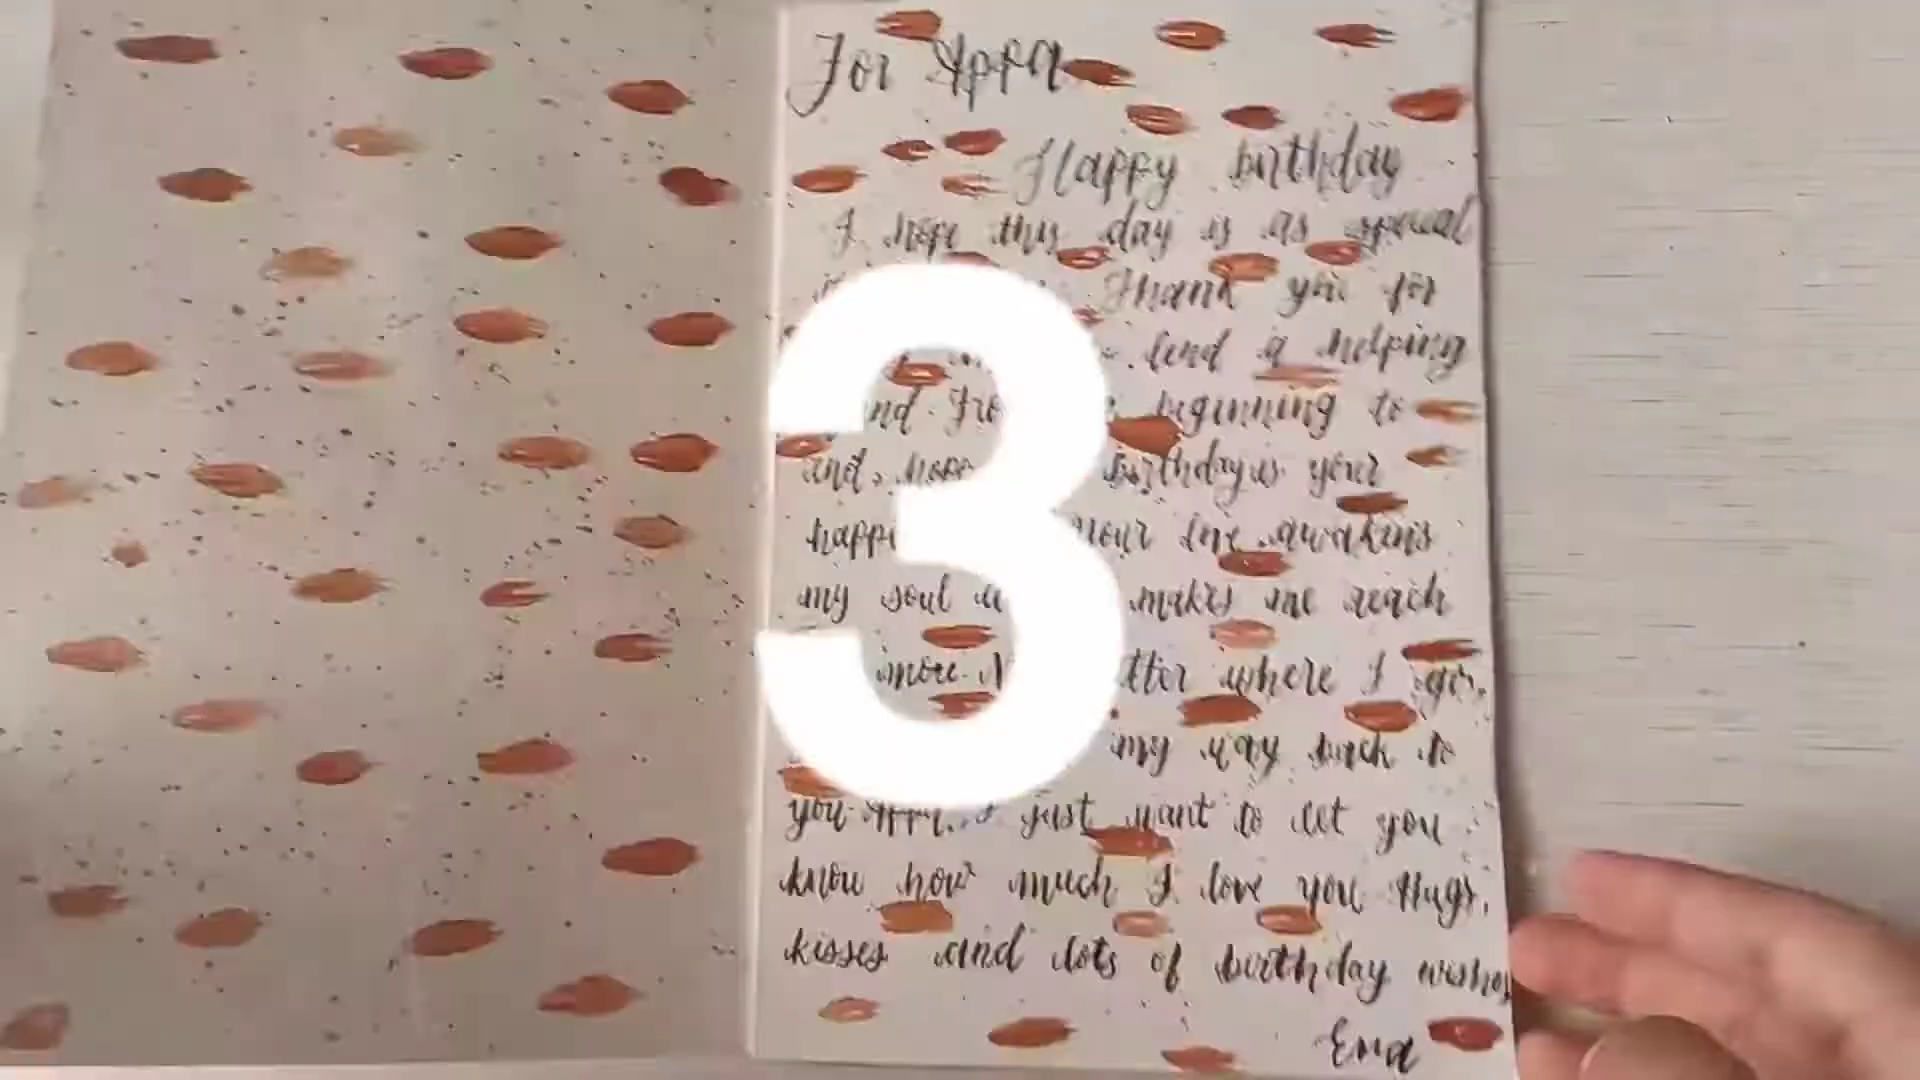 For Appa
Happy birthday
I hope this day is as special
Thank you for
lend a helping
beginning to
and hope birthday is your
your love awakens
my soul makes me reach
more. where I go,
my way back to
you Appa. I just want to let you
know how much I love you Hugs,
kisses and lots of birthday wishes
Ena
3